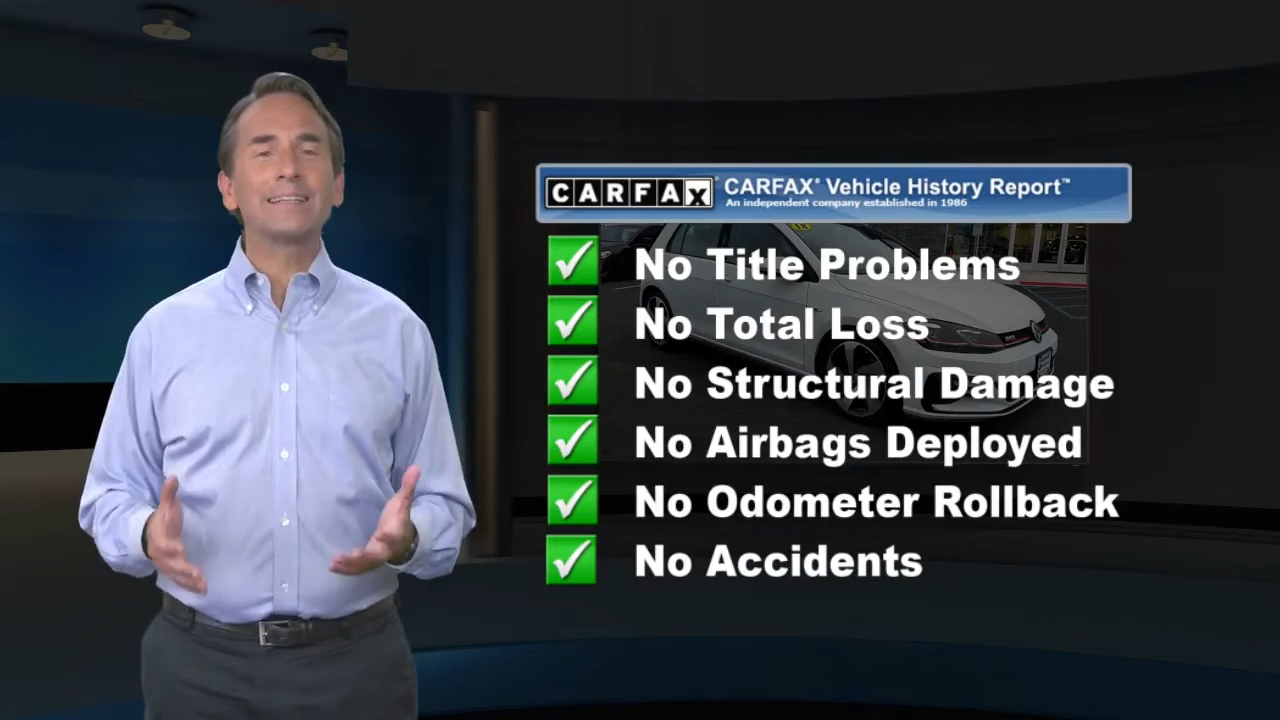 CARFAX® CARFAX® Vehicle History Report™
An independent company established in 1986
No Title Problems
No Total Loss
No Structural Damage
No Airbags Deployed
No Odometer Rollback
No Accidents